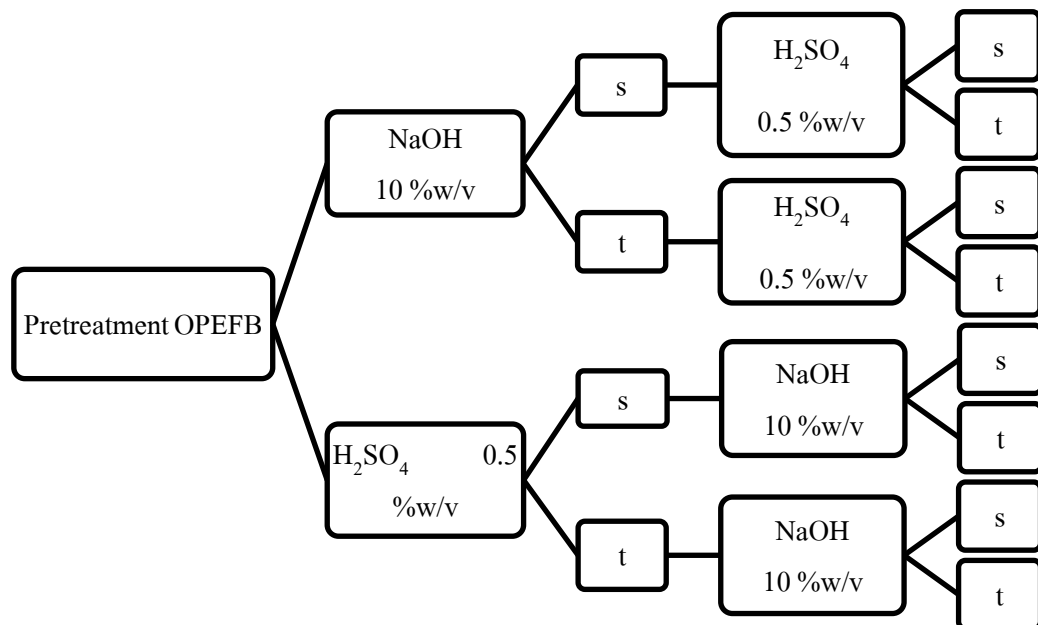 Pretreatment OPEFB
NaOH
10 %w/v
s
H₂SO₄
0.5 %w/v
s
t
t
H₂SO₄
0.5 %w/v
s
t
H₂SO₄ 0.5
%w/v
s
NaOH
10 %w/v
s
t
t
NaOH
10 %w/v
s
t